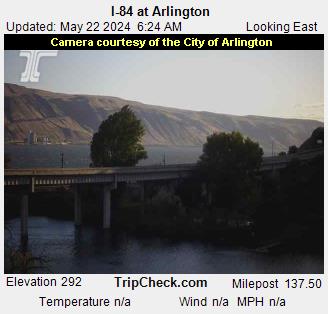 I-84 at Arlington
Updated: May 22 2024 6:24 AM Looking East
Camera courtesy of the City of Arlington
Elevation 292 TripCheck.com Milepost 137.50
Temperature n/a Wind n/a MPH n/a